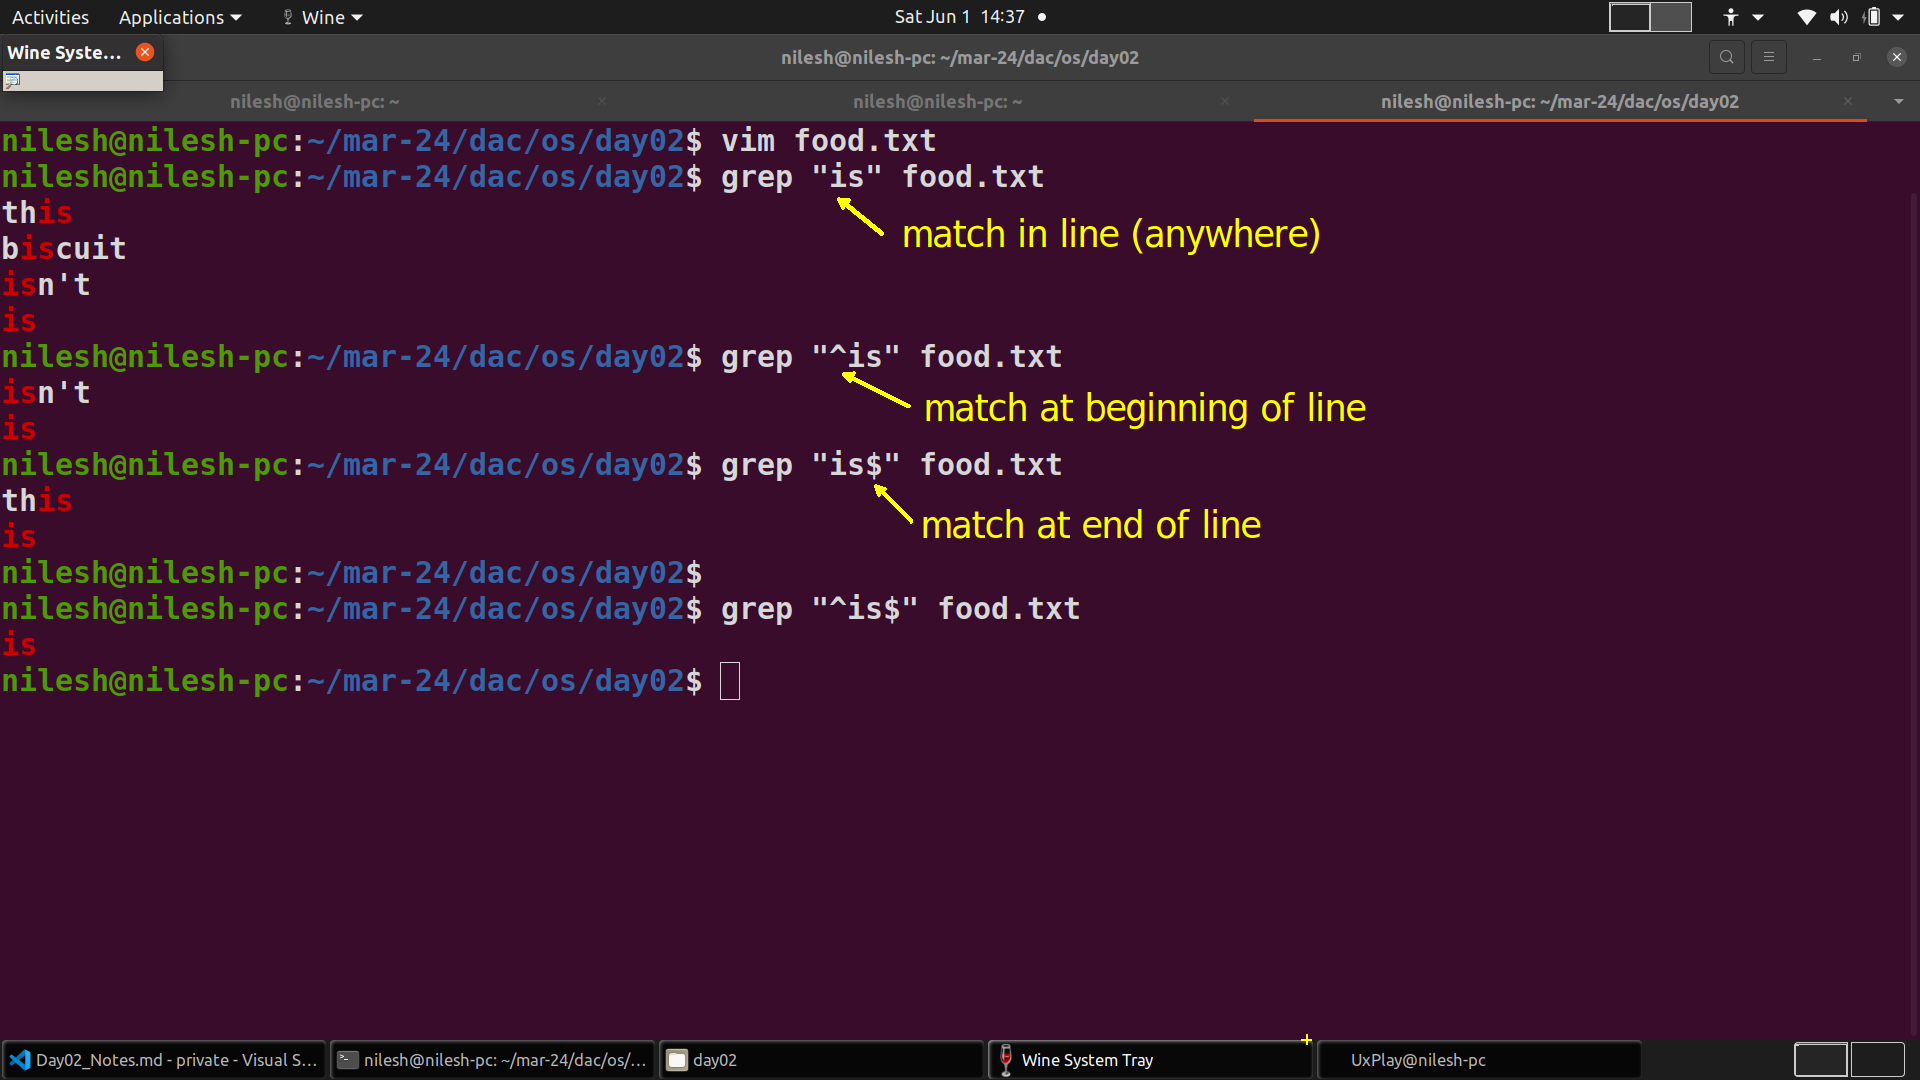 Activities Applications Wine Sat Jun 1 14:37
Wine Syste...
nilesh@nilesh-pc: ~/mar-24/dac/os/day02
nilesh@nilesh-pc: ~ nilesh@nilesh-pc: ~ nilesh@nilesh-pc: ~/mar-24/dac/os/day02
nilesh@nilesh-pc:~/mar-24/dac/os/day02$ vim food.txt
nilesh@nilesh-pc:~/mar-24/dac/os/day02$ grep "is" food.txt
this
match in line (anywhere)
biscuit
isn't
is
nilesh@nilesh-pc:~/mar-24/dac/os/day02$ grep "^is" food.txt
isn't
match at beginning of line
is
nilesh@nilesh-pc:~/mar-24/dac/os/day02$ grep "is$" food.txt
this
match at end of line
is
nilesh@nilesh-pc:~/mar-24/dac/os/day02$
nilesh@nilesh-pc:~/mar-24/dac/os/day02$ grep "^is$" food.txt
is
nilesh@nilesh-pc:~/mar-24/dac/os/day02$
Day02_Notes.md - private - Visual S... nilesh@nilesh-pc: ~/mar-24/dac/os/... day02 Wine System Tray UxPlay@nilesh-pc